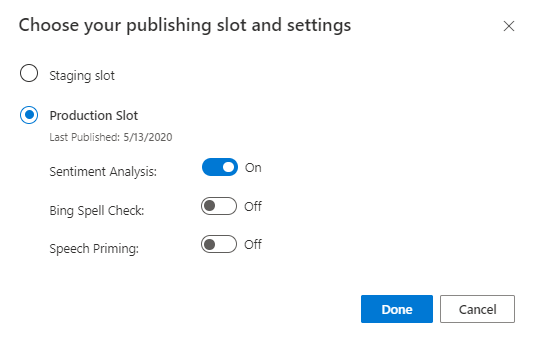 Choose your publishing slot and settings
Staging slot
Production Slot
Last Published: 5/13/2020
Sentiment Analysis: On
Bing Spell Check: Off
Speech Priming: Off
Done Cancel